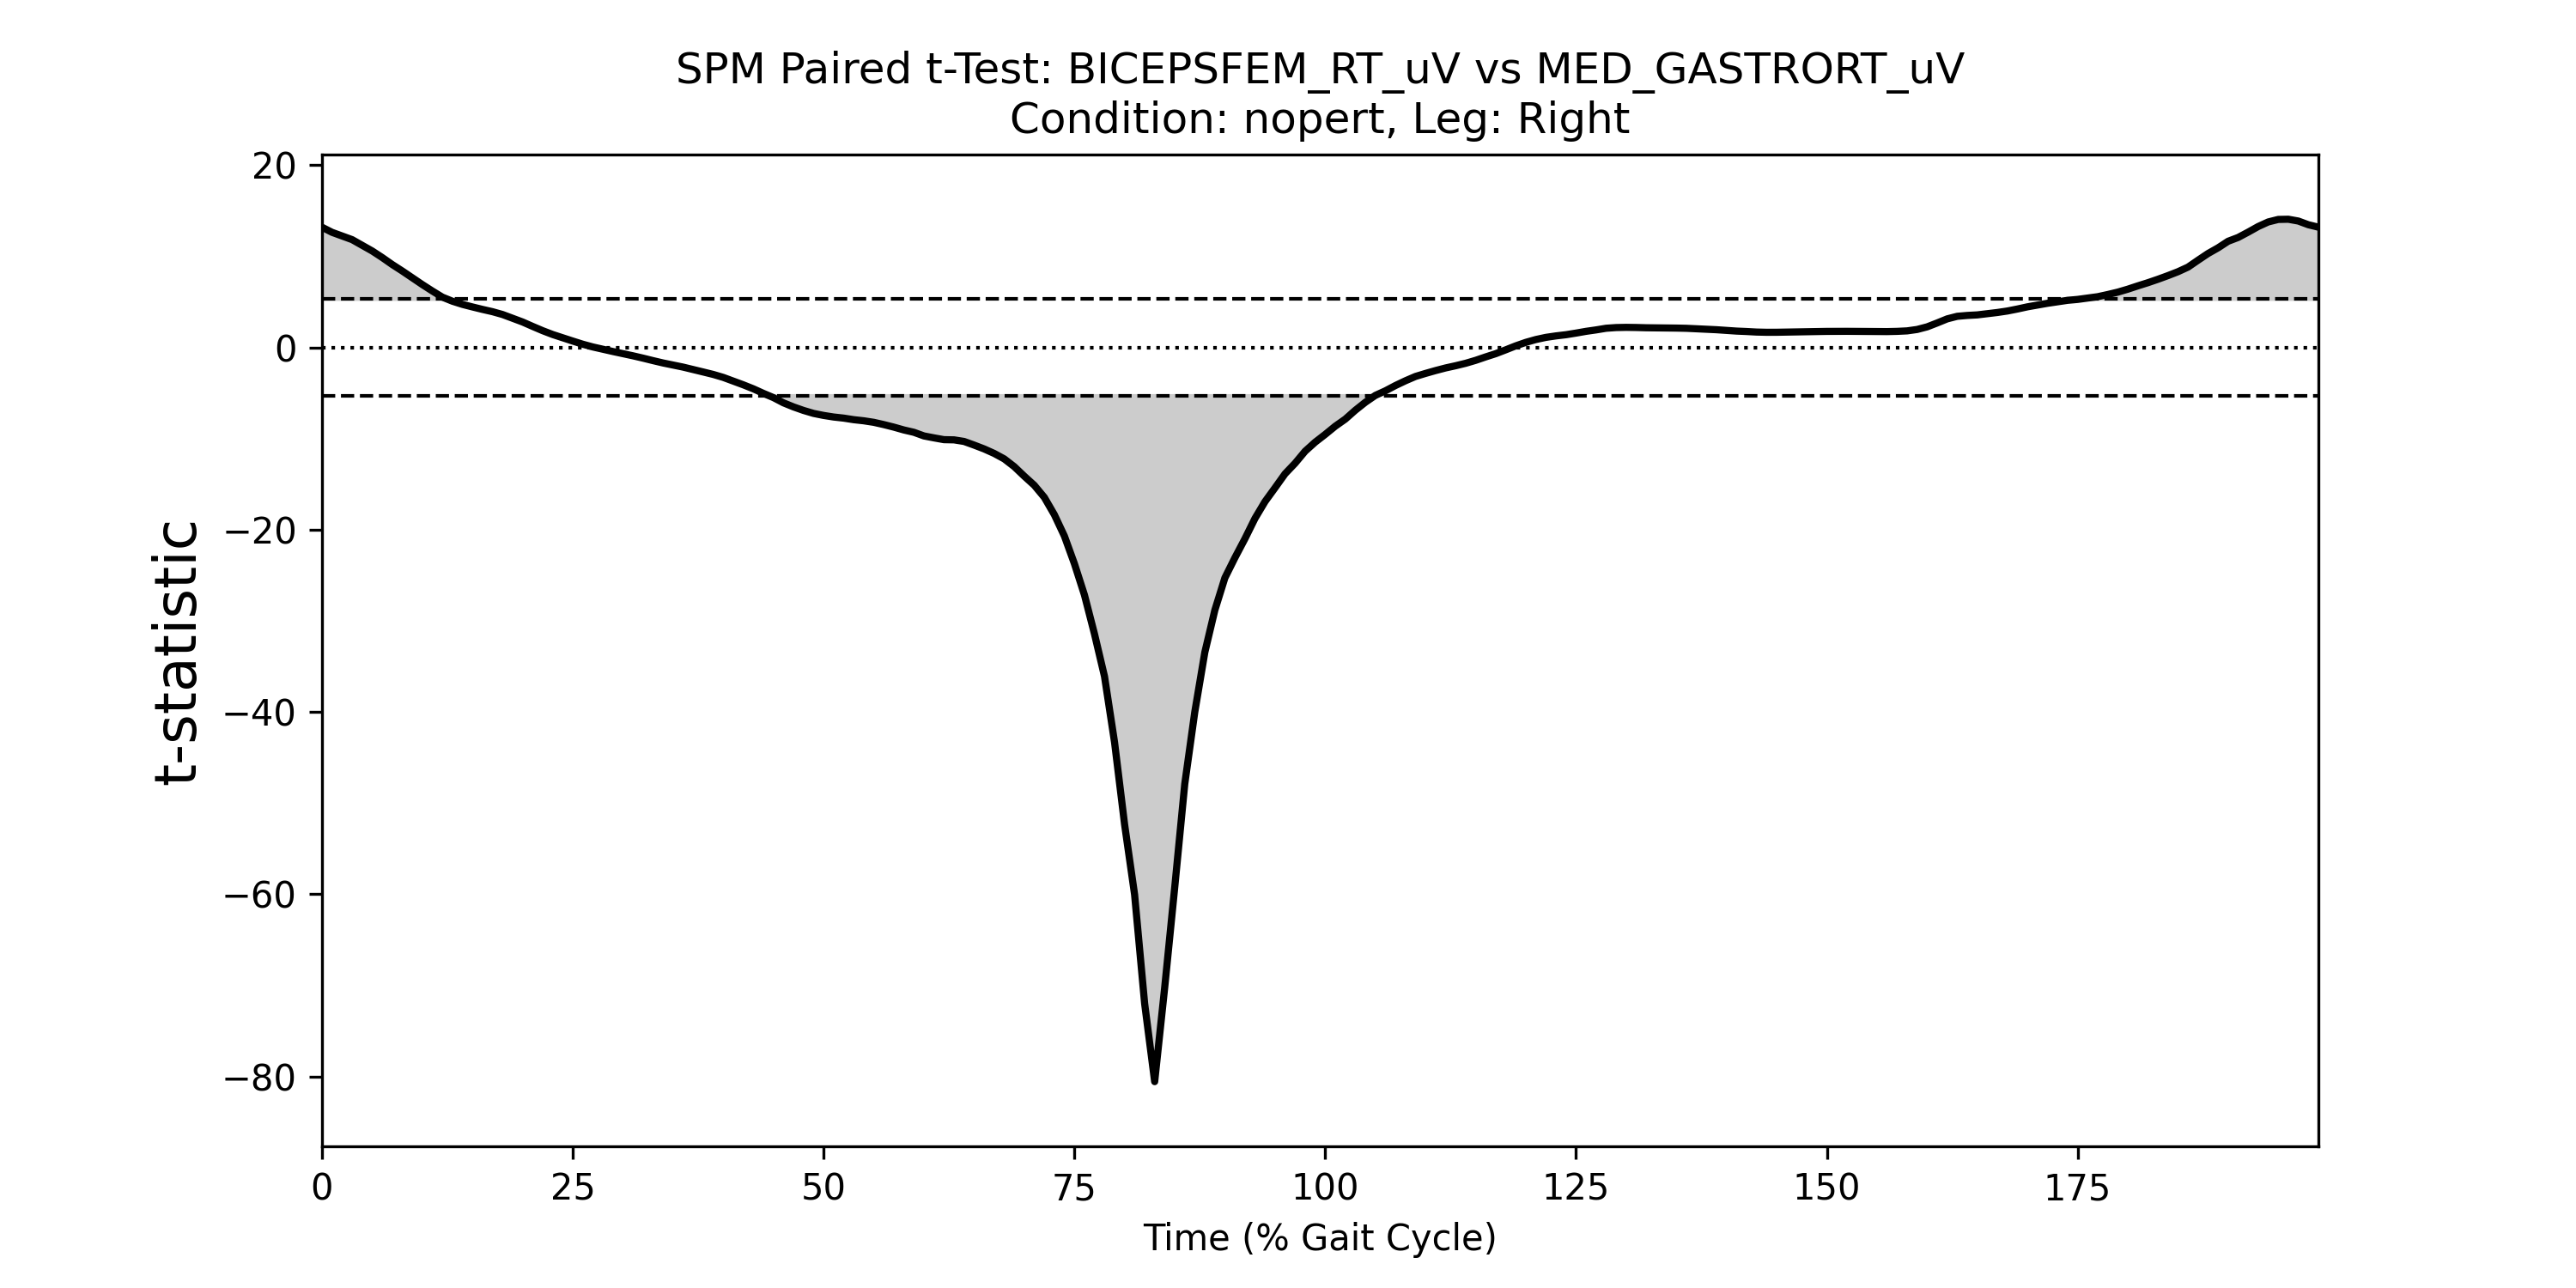 SPM Paired t-Test: BICEPSFEM_RT_uV vs MED_GASTRORT_uV
Condition: nopert, Leg: Right
20
0
−20
−40
−60
−80
t-statistic
0 25 50 75 100 125 150 175
Time (% Gait Cycle)